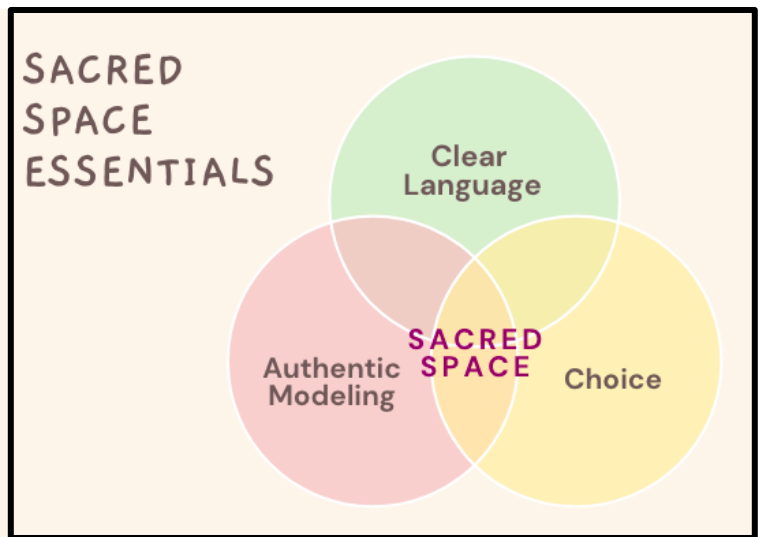 SACRED
SPACE
ESSENTIALS
Clear
Language
SACRED
SPACE
Authentic
Modeling
Choice